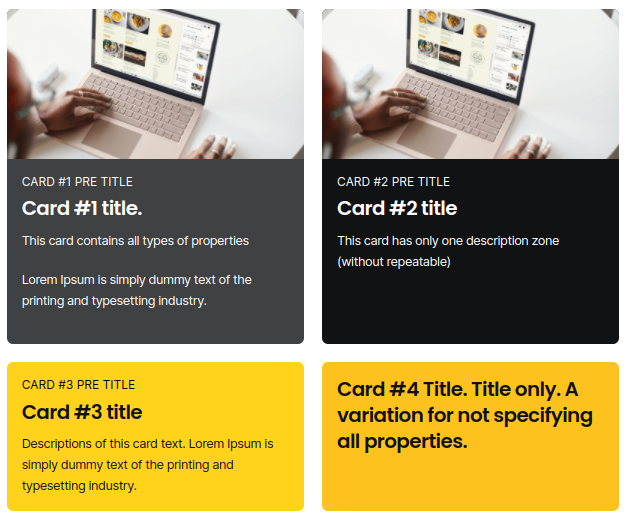 CARD #1 PRE TITLE
Card #1 title.
This card contains all types of properties
Lorem Ipsum is simply dummy text of the
printing and typesetting industry.
CARD #2 PRE TITLE
Card #2 title
This card has only one description zone
(without repeatable)
CARD #3 PRE TITLE
Card #3 title
Descriptions of this card text. Lorem Ipsum is
simply dummy text of the printing and
typesetting industry.
Card #4 Title. Title only. A
variation for not specifying
all properties.